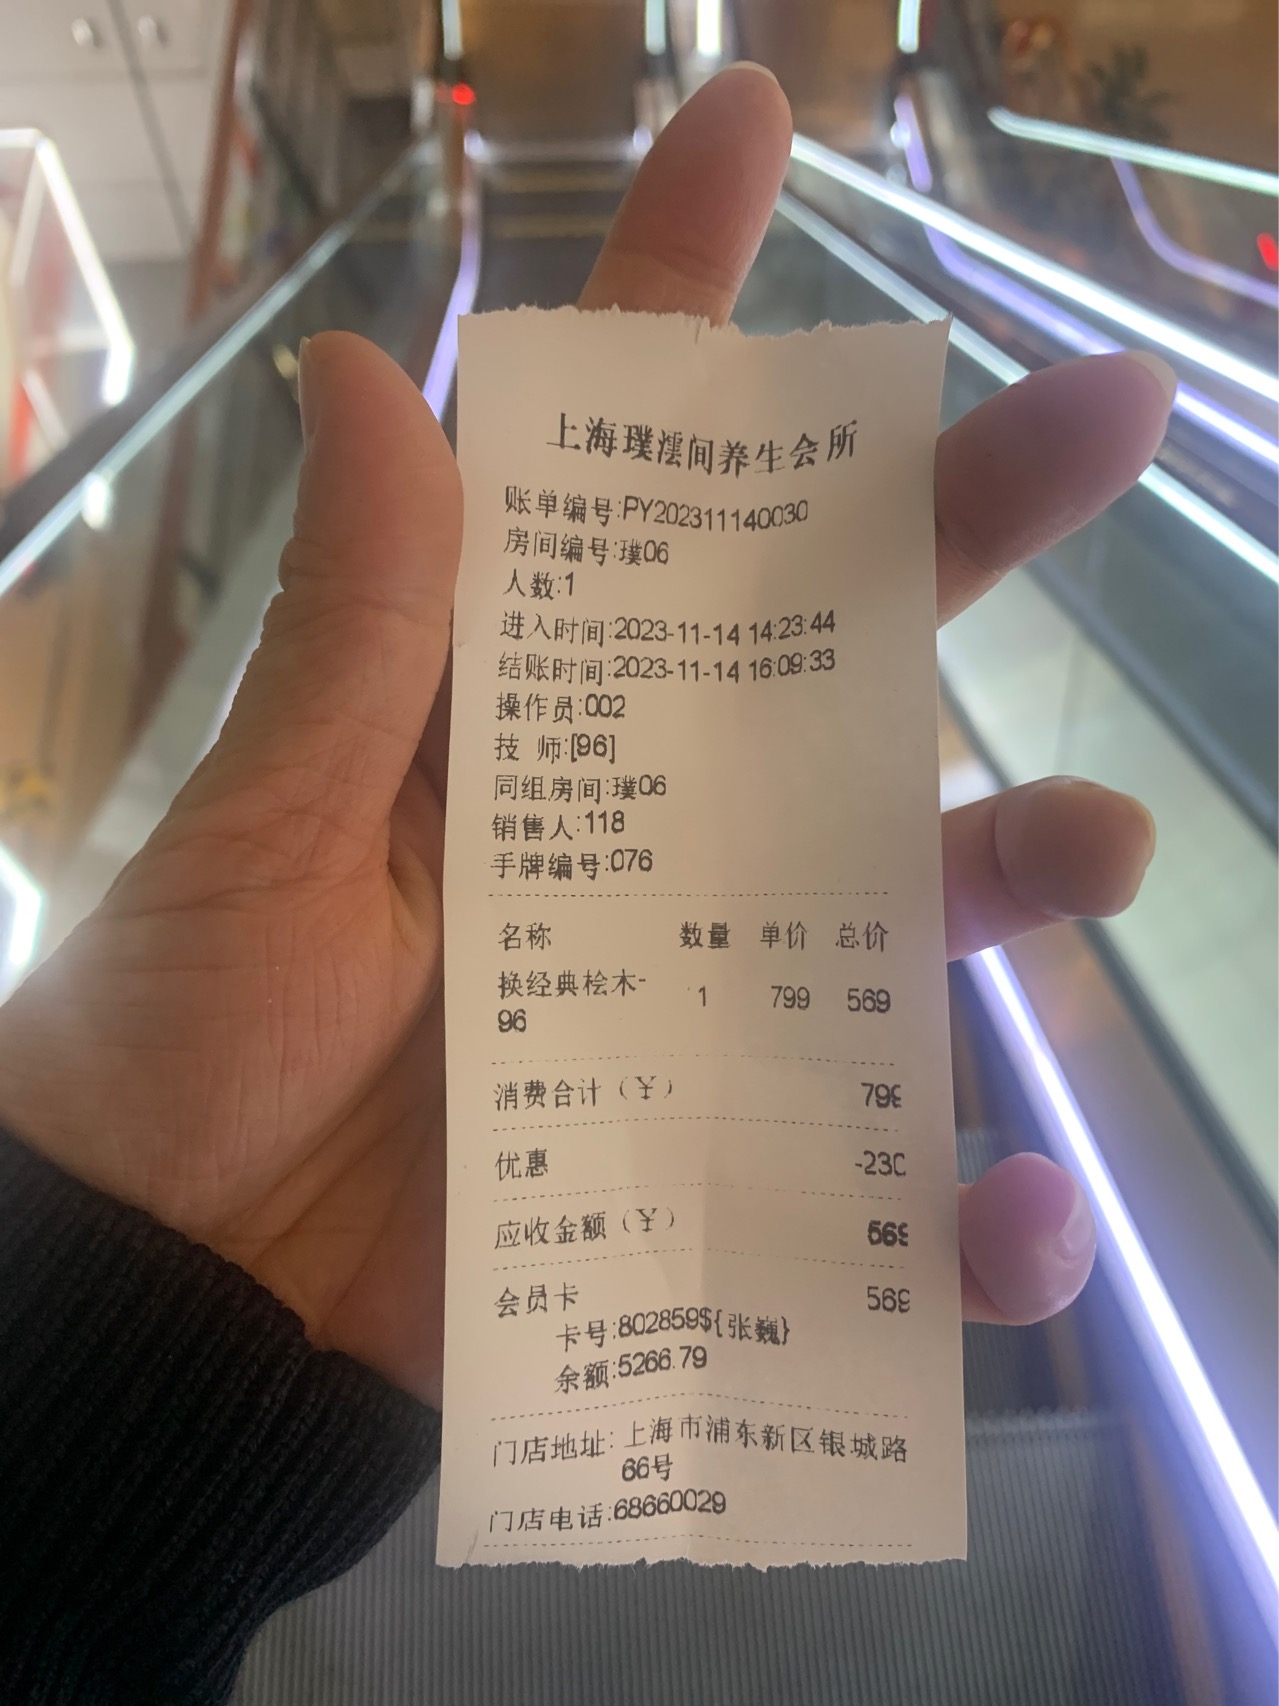 上海璞澐间养生会所
账单编号:PY202311140030
房间编号:璞06
人数:1
进入时间:2023-11-14 14:23:44
结账时间:2023-11-14 16:09:33
操作员:002
技 师:[96]
同组房间:璞06
销售人:118
手牌编号:076
名称 数量 单价 总价
换经典桧木- 1 799 569
96
消费合计（￥） 799
优惠 -230
应收金额（￥） 569
会员卡 569
卡号:802859${张巍}
余额:5266.79
门店地址: 上海市浦东新区银城路
66号
门店电话:68660029